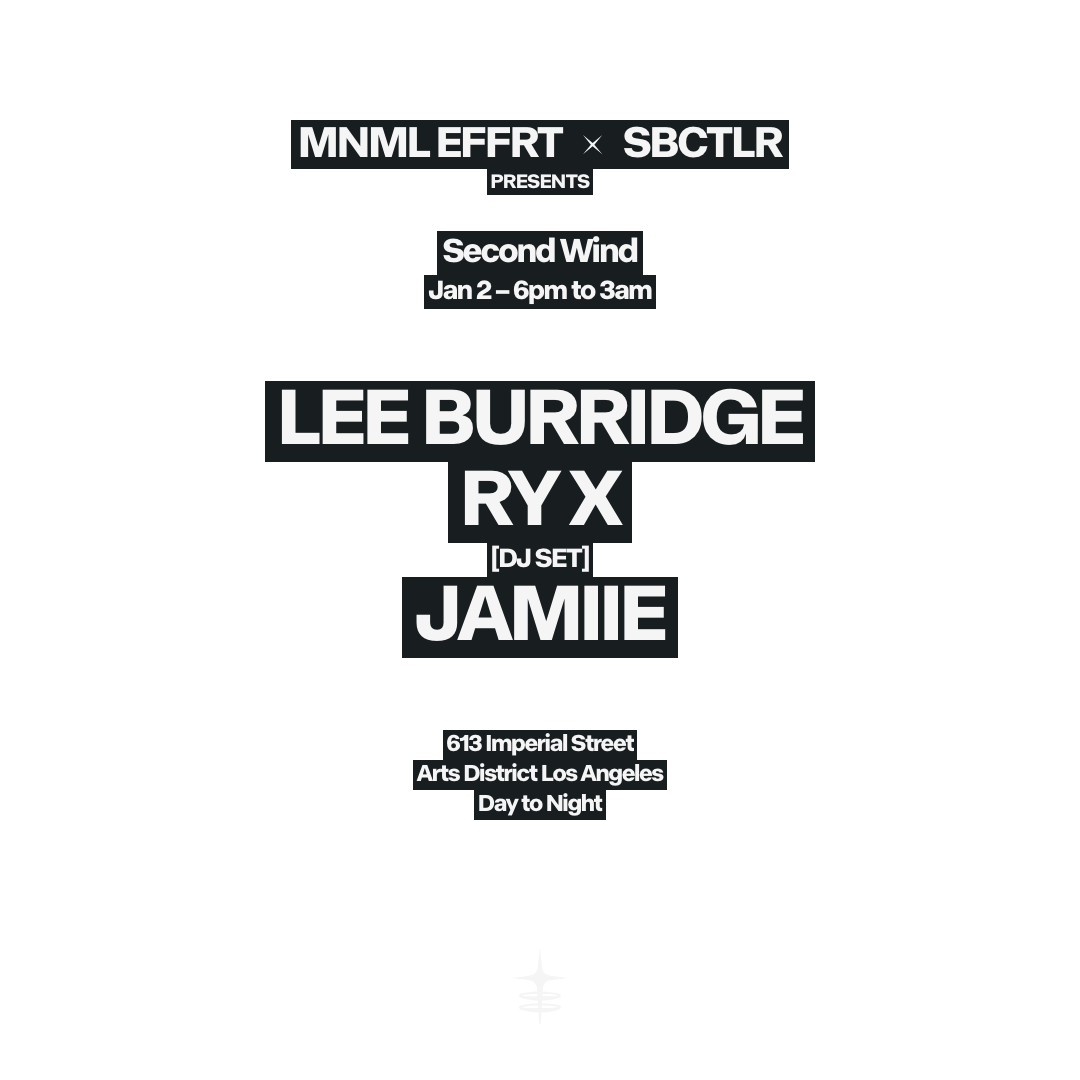 MNML EFFRT × SBCTLR
PRESENTS
Second Wind
Jan 2 – 6pm to 3am
LEE BURRIDGE
RY X
[DJ SET]
JAMIIE
613 Imperial Street
Arts District Los Angeles
Day to Night